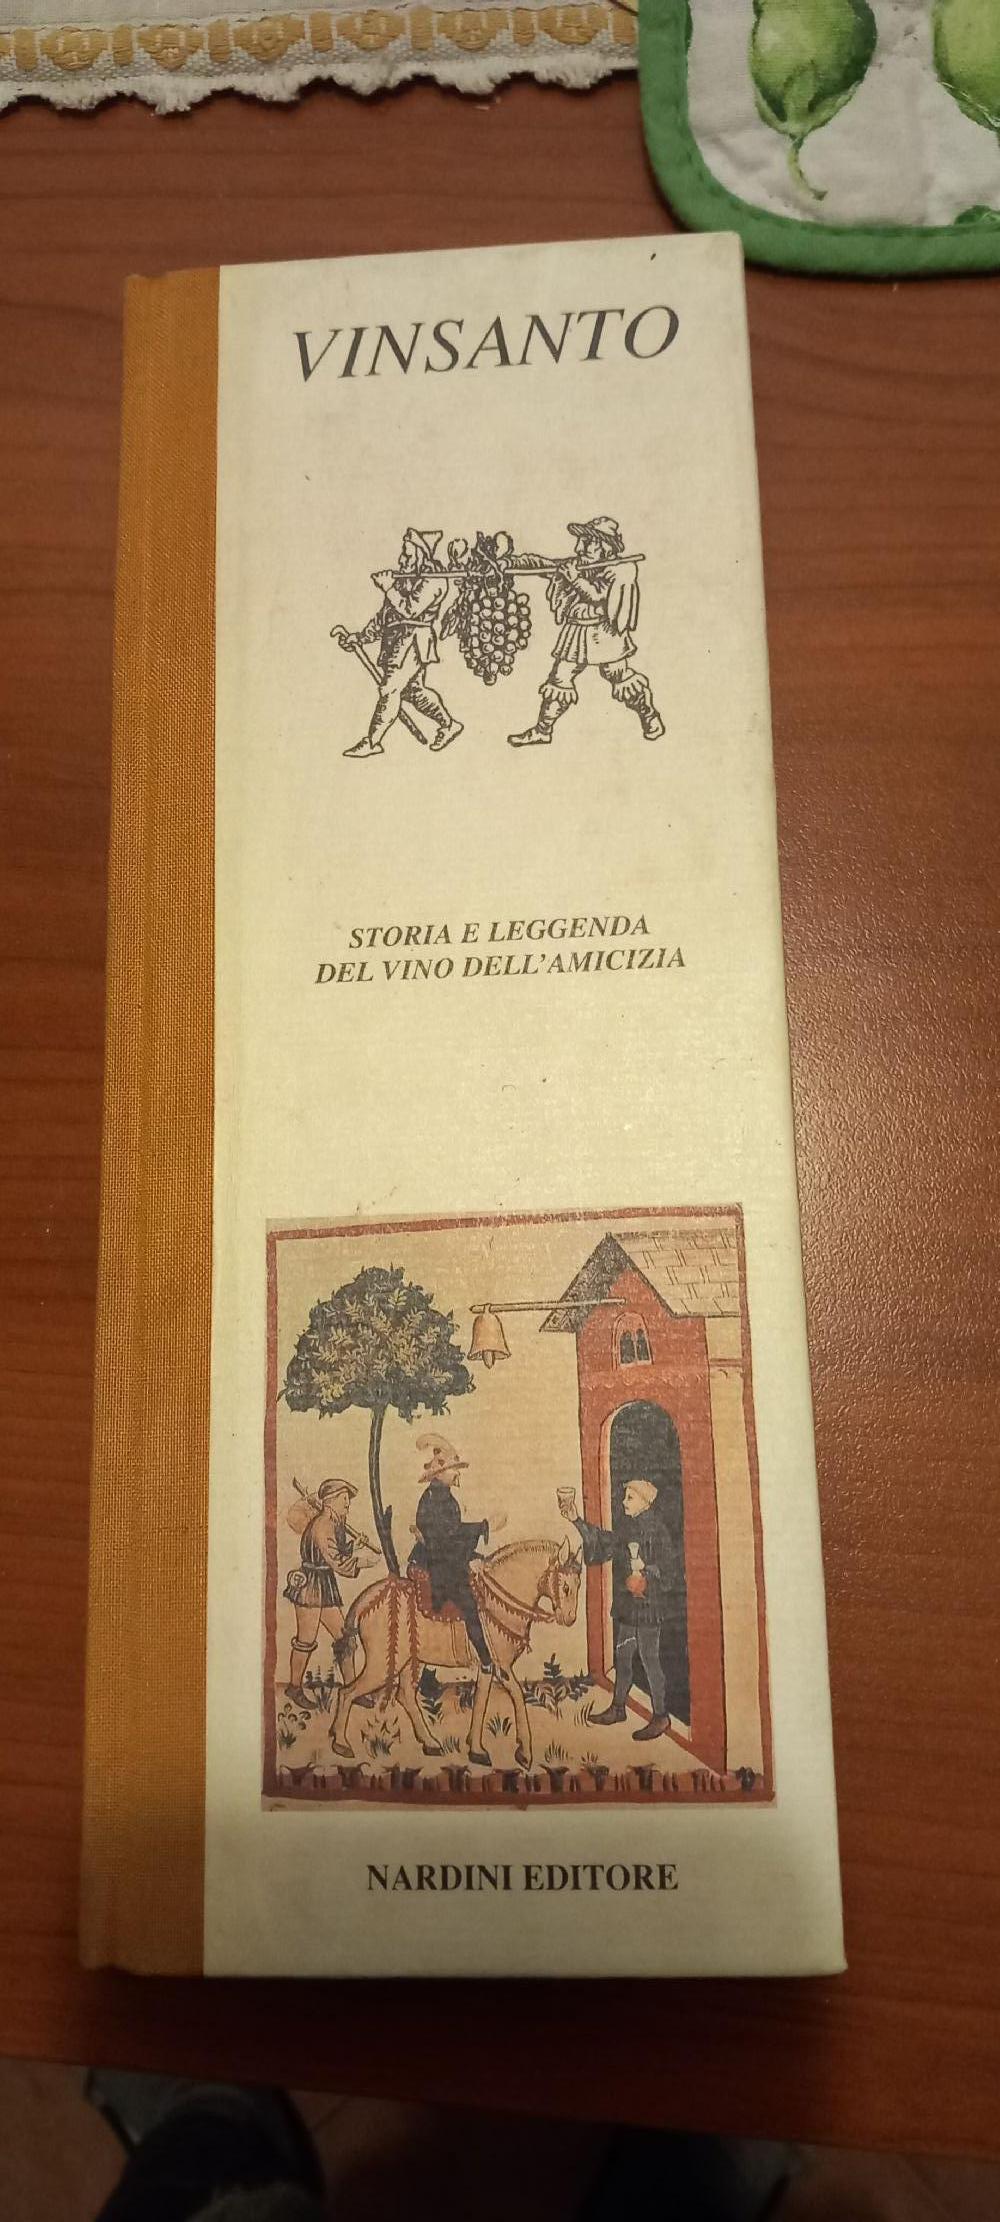 VINSANTO
STORIA E LEGGENDA
DEL VINO DELL'AMICIZIA
NARDINI EDITORE